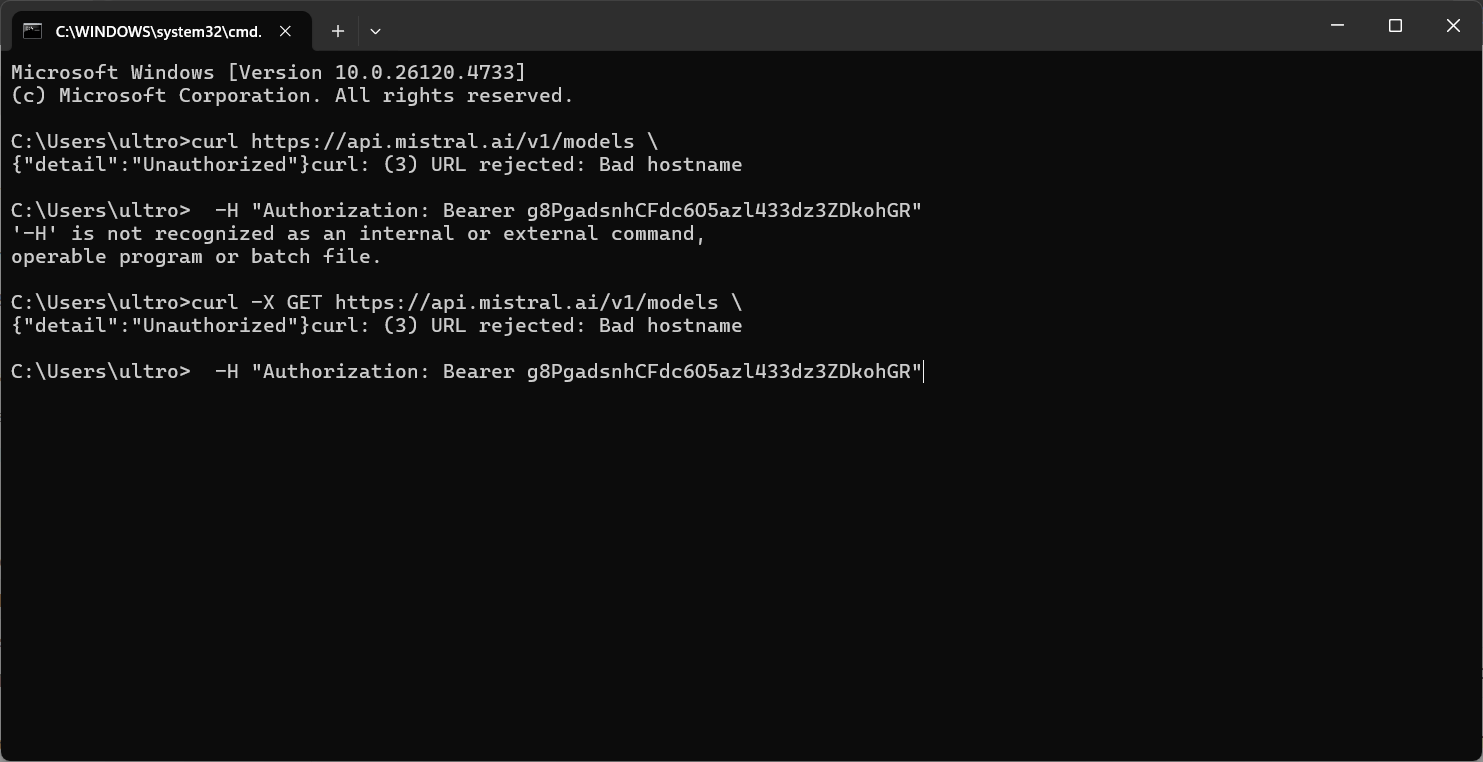 C:\WINDOWS\system32\cmd.
Microsoft Windows [Version 10.0.26120.4733]
(c) Microsoft Corporation. All rights reserved.
C:\Users\ultro>curl https://api.mistral.ai/v1/models \
{"detail":"Unauthorized"}curl: (3) URL rejected: Bad hostname
C:\Users\ultro>  -H "Authorization: Bearer g8PgadsnhCFdc6O5azl433dz3ZDkohGR"
'-H' is not recognized as an internal or external command,
operable program or batch file.
C:\Users\ultro>curl -X GET https://api.mistral.ai/v1/models \
{"detail":"Unauthorized"}curl: (3) URL rejected: Bad hostname
C:\Users\ultro>  -H "Authorization: Bearer g8PgadsnhCFdc6O5azl433dz3ZDkohGR"